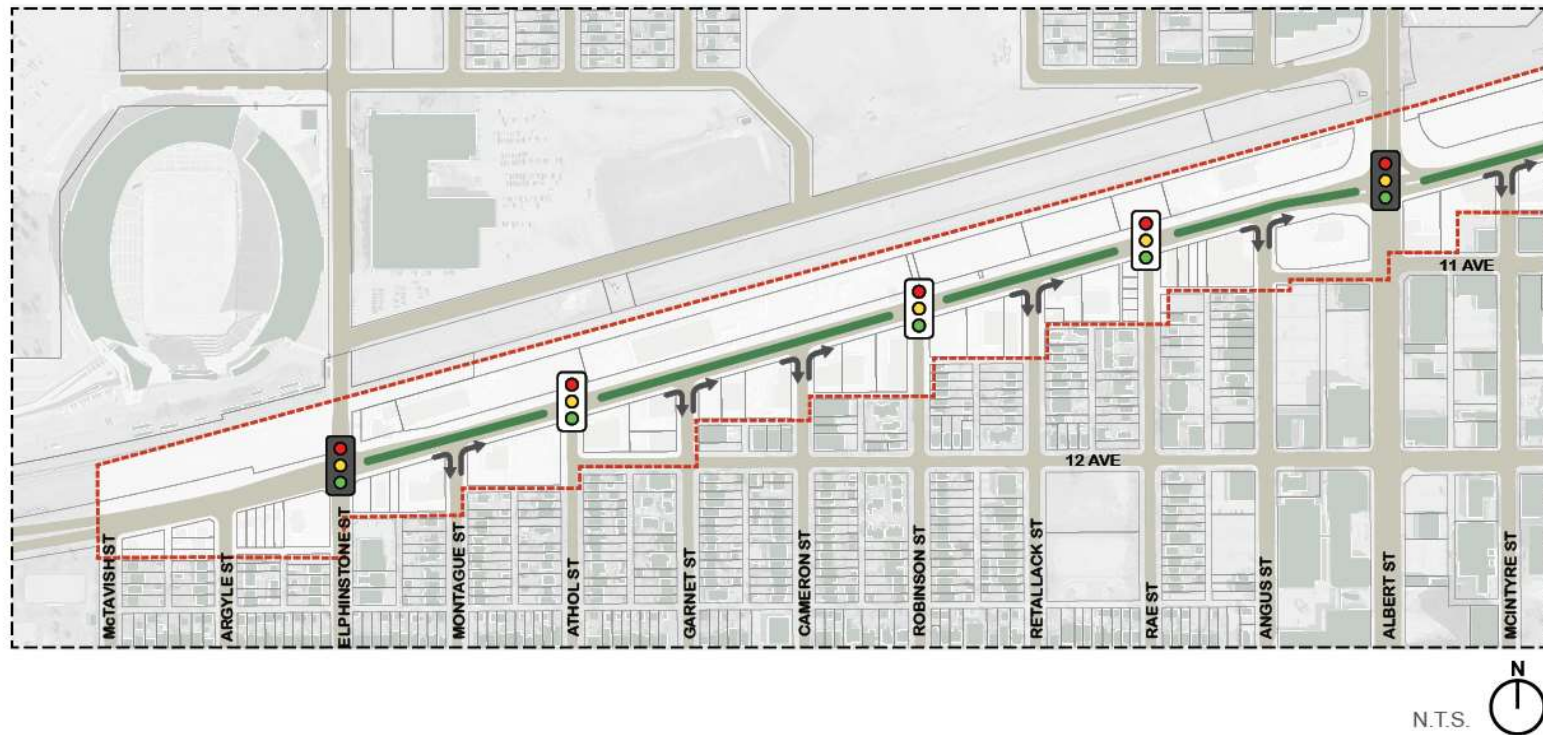 11 AVE
12 AVE
McTAVISH ST
ARGYLE ST
ELPHINSTONE ST
MONTAGUE ST
ATHOL ST
GARNET ST
CAMERON ST
ROBINSON ST
RETALLACK ST
RAE ST
ANGUS ST
ALBERT ST
MCINTYRE ST
N
N.T.S.